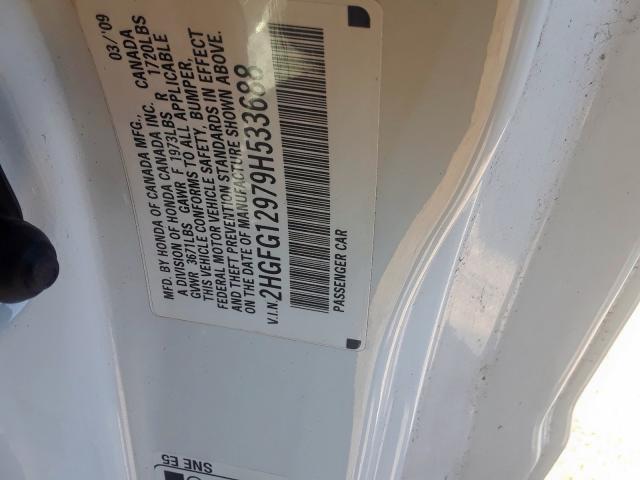 MFD. BY HONDA OF CANADA MFG., CANADA 03/'09
A DIVISION OF HONDA CANADA INC.
GVWR 3671LBS GAWR F 1973LBS R 1720LBS
THIS VEHICLE CONFORMS TO ALL APPLICABLE
FEDERAL MOTOR VEHICLE SAFETY, BUMPER,
AND THEFT PREVENTION STANDARDS IN EFFECT
ON THE DATE OF MANUFACTURE SHOWN ABOVE.
V.I.N. 2HGFG12979H533688
PASSENGER CAR
SNE E5